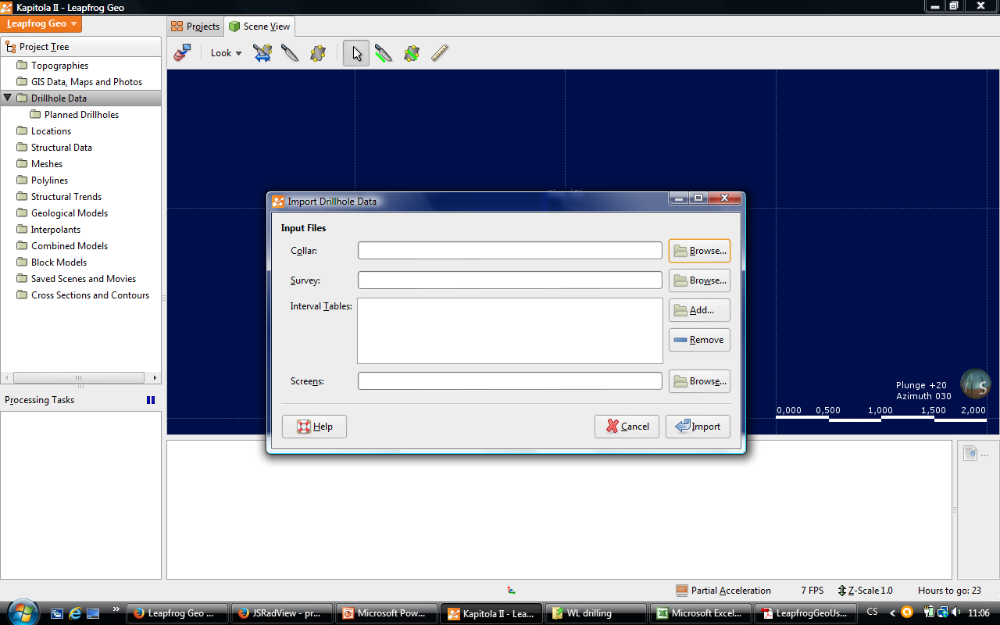 Kapitola II - Leapfrog Geo
Leapfrog Geo
Projects
Scene View
Project Tree
Look
Topographies
GIS Data, Maps and Photos
Drillhole Data
Planned Drillholes
Locations
Structural Data
Meshes
Polylines
Structural Trends
Geological Models
Interpolants
Combined Models
Block Models
Saved Scenes and Movies
Cross Sections and Contours
Processing Tasks
Import Drillhole Data
Input Files
Collar:
Browse...
Survey:
Browse...
Interval Tables:
Add...
Remove
Screens:
Browse...
Help
Cancel
Import
Plunge +20
Azimuth 030
0,000 0,500 1,000 1,500 2,000
S
...
Partial Acceleration
7 FPS
Z-Scale 1.0
Hours to go: 23
Leapfrog Geo ...
JSRadView - pr...
Microsoft Pow...
Kapitola II - Lea...
WL drilling
Microsoft Excel...
LeapfrogGeoUs...
CS
11:06